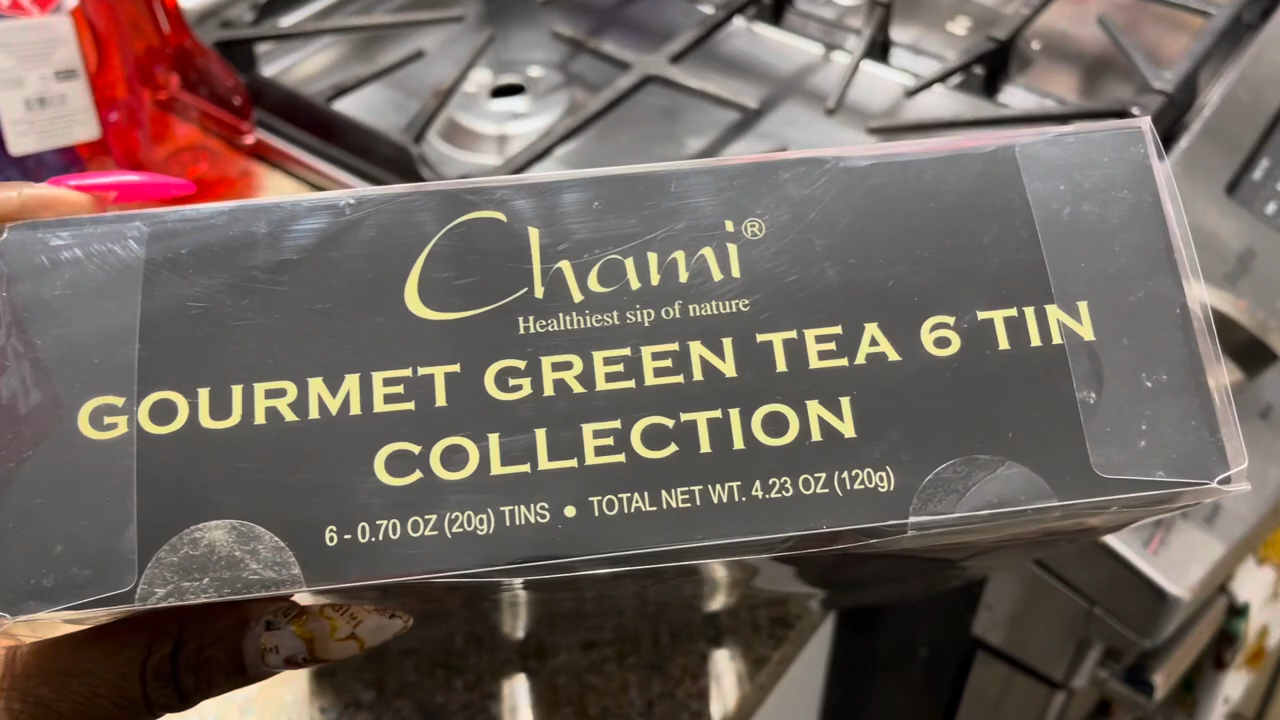 Chami®
Healthiest sip of nature
GOURMET GREEN TEA 6 TIN
COLLECTION
6 - 0.70 OZ (20g) TINS • TOTAL NET WT. 4.23 OZ (120g)